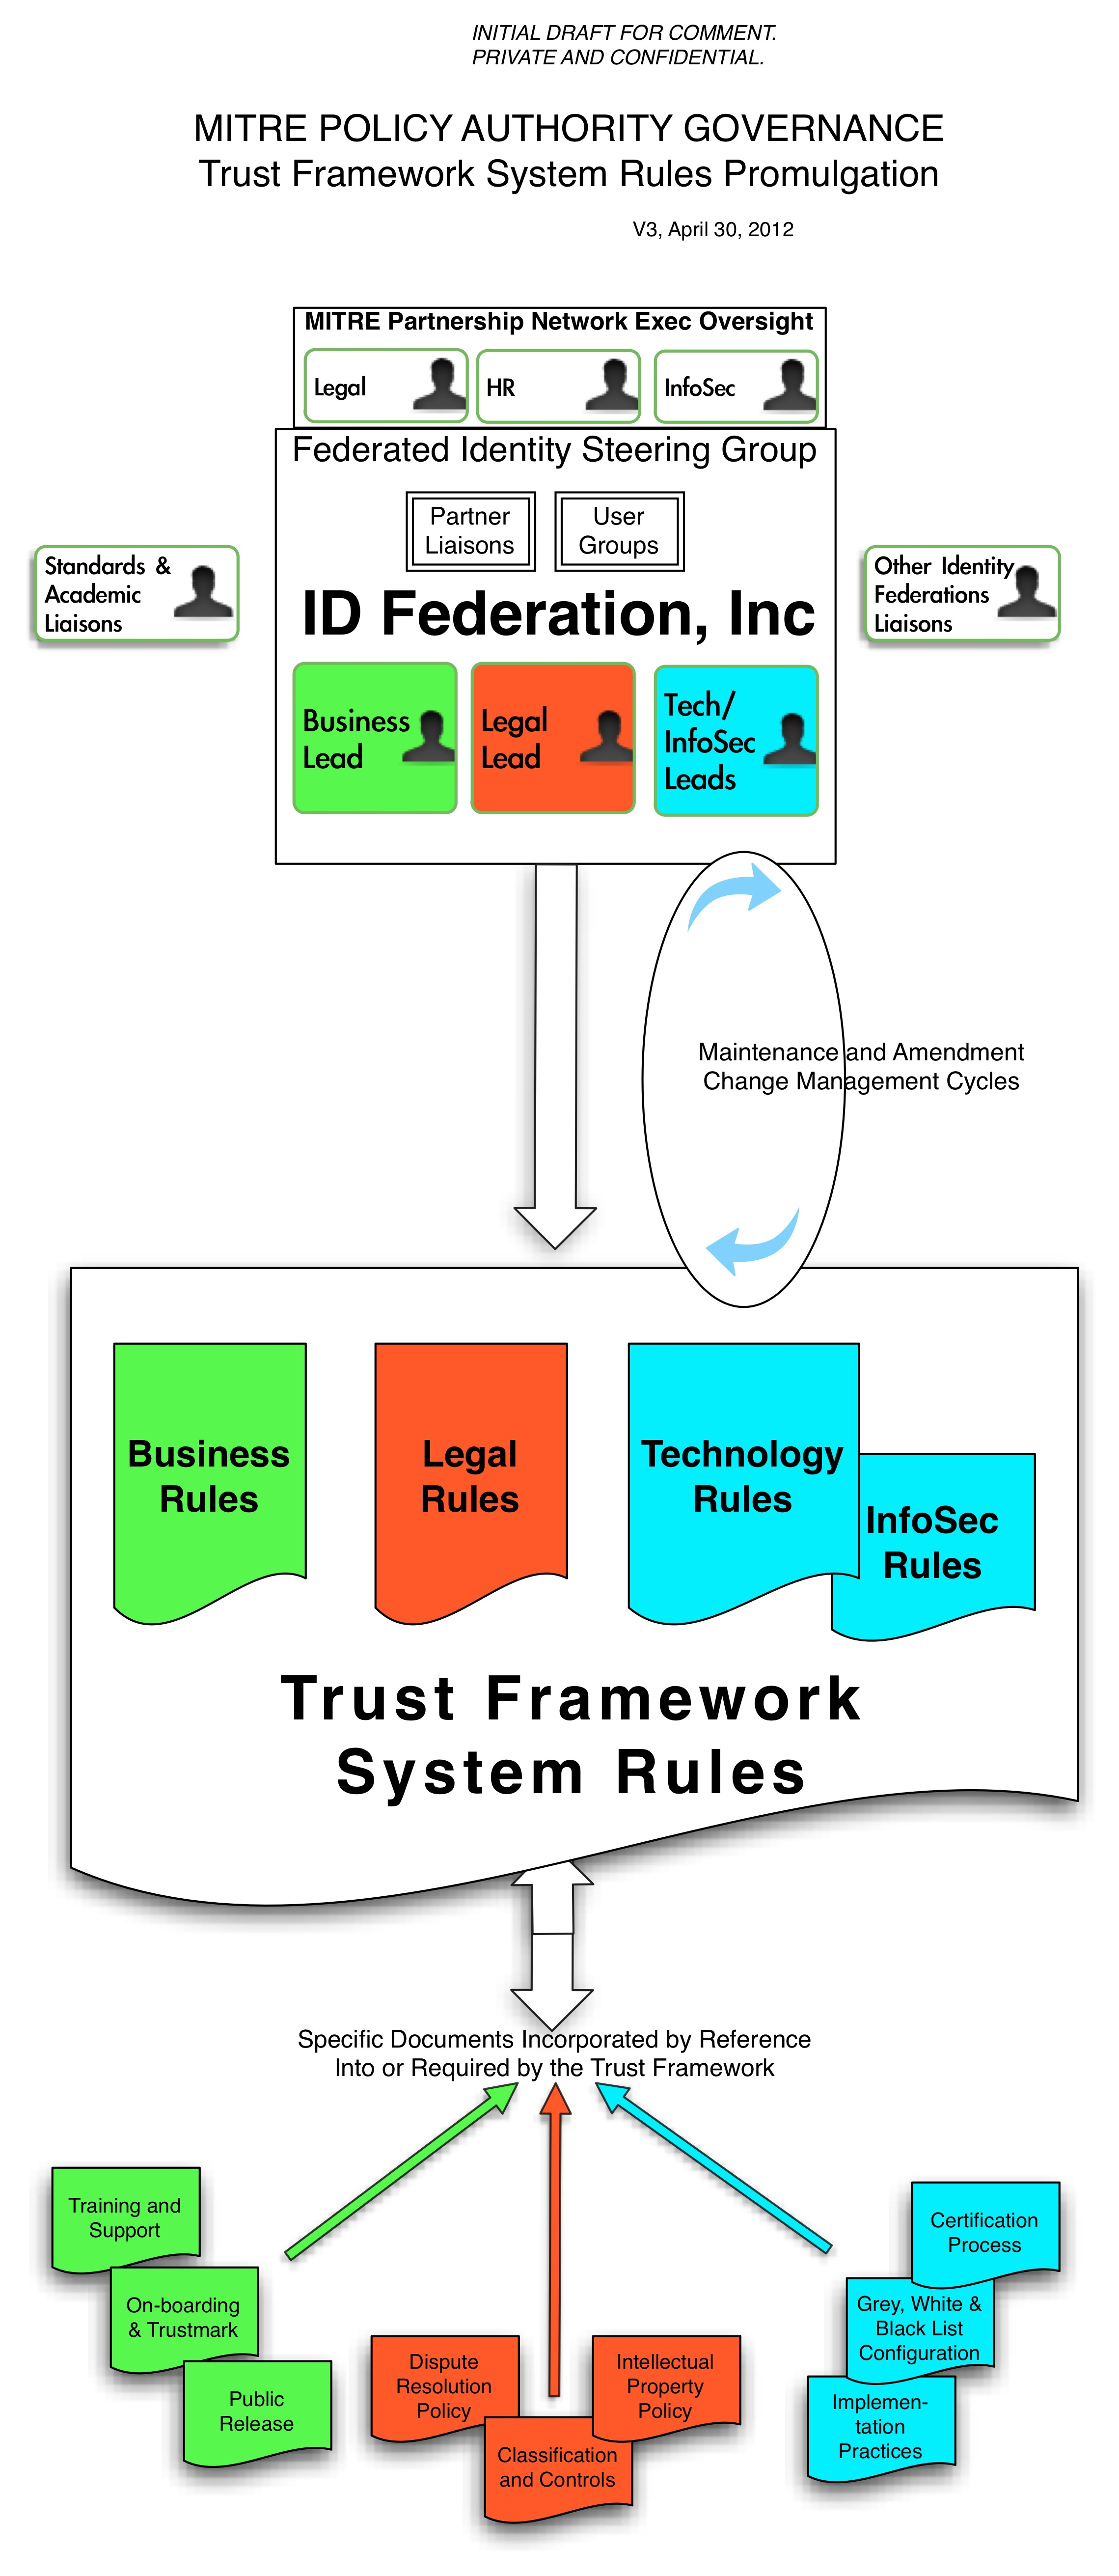 INITIAL DRAFT FOR COMMENT.
PRIVATE AND CONFIDENTIAL.
MITRE POLICY AUTHORITY GOVERNANCE
Trust Framework System Rules Promulgation
V3, April 30, 2012
MITRE Partnership Network Exec Oversight
Legal
HR
InfoSec
Federated Identity Steering Group
Partner
Liaisons
User
Groups
Standards &
Academic
Liaisons
Other Identity
Federations
Liaisons
ID Federation, Inc
Business
Lead
Legal
Lead
Tech/
InfoSec
Leads
Maintenance and Amendment
Change Management Cycles
Business
Rules
Legal
Rules
Technology
Rules
InfoSec
Rules
Trust Framework
System Rules
Specific Documents Incorporated by Reference
Into or Required by the Trust Framework
Training and
Support
On-boarding
& Trustmark
Public
Release
Dispute
Resolution
Policy
Classification
and Controls
Intellectual
Property
Policy
Certification
Process
Grey, White &
Black List
Configuration
Implemen-
tation
Practices